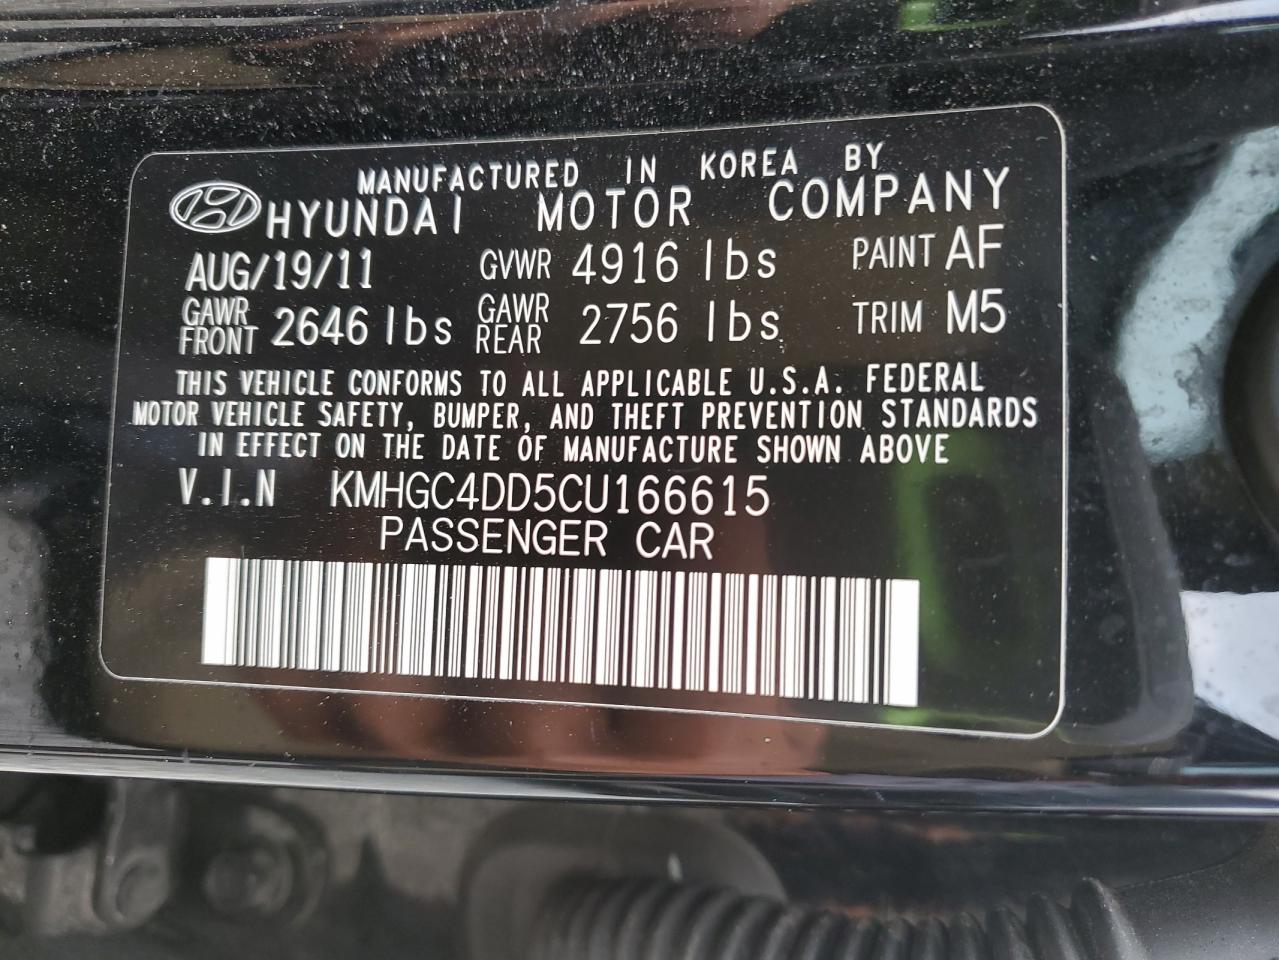 MANUFACTURED IN KOREA BY
HYUNDAI MOTOR COMPANY
AUG/19/11 GVWR 4916 lbs PAINT AF
GAWR FRONT 2646 lbs GAWR REAR 2756 lbs TRIM M5
THIS VEHICLE CONFORMS TO ALL APPLICABLE U.S.A. FEDERAL
MOTOR VEHICLE SAFETY, BUMPER, AND THEFT PREVENTION STANDARDS
IN EFFECT ON THE DATE OF MANUFACTURE SHOWN ABOVE
V.I.N KMHGC4DD5CU166615
PASSENGER CAR